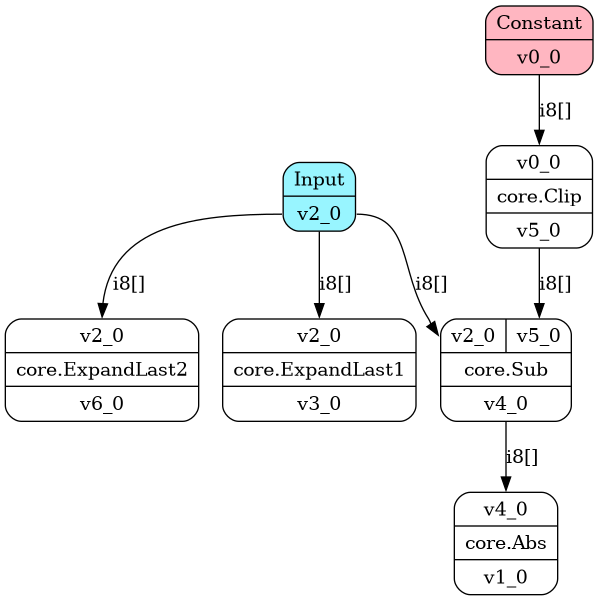 Constant
v0_0
i8[]
v0_0
core.Clip
v5_0
Input
v2_0
i8[]
i8[]
i8[]
i8[]
v2_0
core.ExpandLast2
v6_0
v2_0
core.ExpandLast1
v3_0
v2_0 v5_0
core.Sub
v4_0
i8[]
v4_0
core.Abs
v1_0